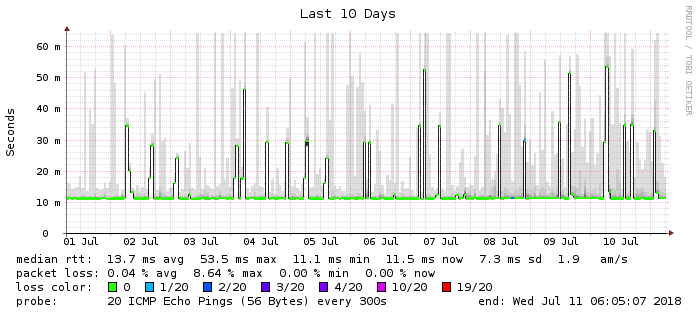 Last 10 Days
RRDTOOL / TOBI OETIKER
Seconds
60 m
50 m
40 m
30 m
20 m
10 m
0
01 Jul 02 Jul 03 Jul 04 Jul 05 Jul 06 Jul 07 Jul 08 Jul 09 Jul 10 Jul
median rtt: 13.7 ms avg 53.5 ms max 11.1 ms min 11.5 ms now 7.3 ms sd 1.9 am/s
packet loss: 0.04 % avg 8.64 % max 0.00 % min 0.00 % now
loss color: 0 1/20 2/20 3/20 4/20 10/20 19/20
probe: 20 ICMP Echo Pings (56 Bytes) every 300s end: Wed Jul 11 06:05:07 2018